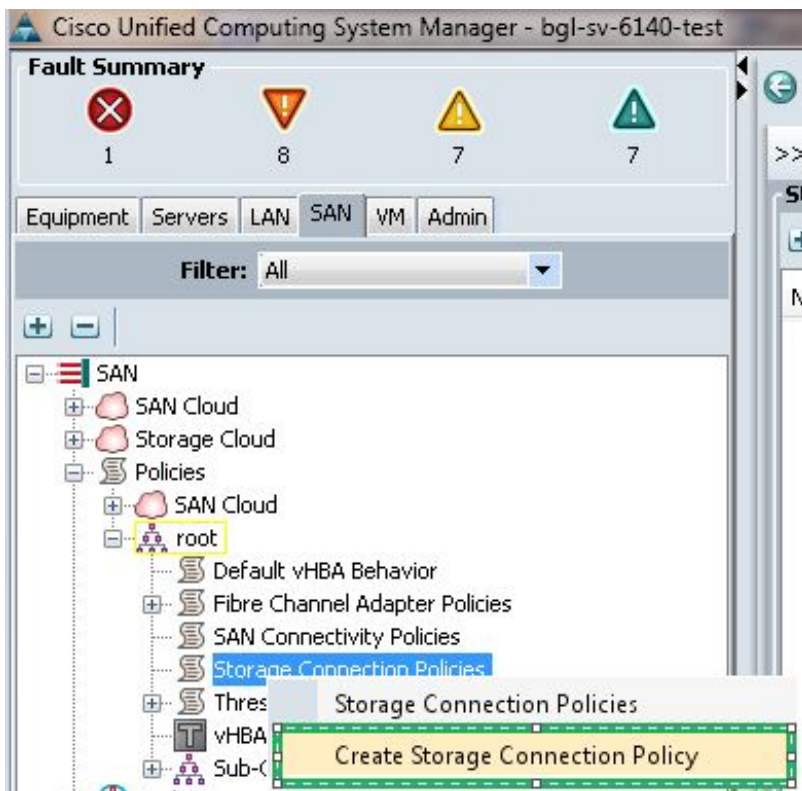 Cisco Unified Computing System Manager - bgl-sv-6140-test
Fault Summary
1 8 7 7
Equipment Servers LAN SAN VM Admin
Filter: All
SAN
SAN Cloud
Storage Cloud
Policies
SAN Cloud
root
Default vHBA Behavior
Fibre Channel Adapter Policies
SAN Connectivity Policies
Storage Connection Policies
Thres
Storage Connection Policies
vHBA
Create Storage Connection Policy
Sub-
>>